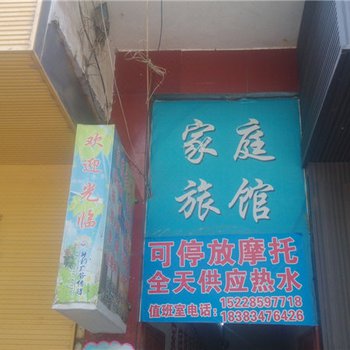 欢迎光临
家庭
旅馆
可停放摩托
全天供应热水
值班室电话：15228597718
18383476426